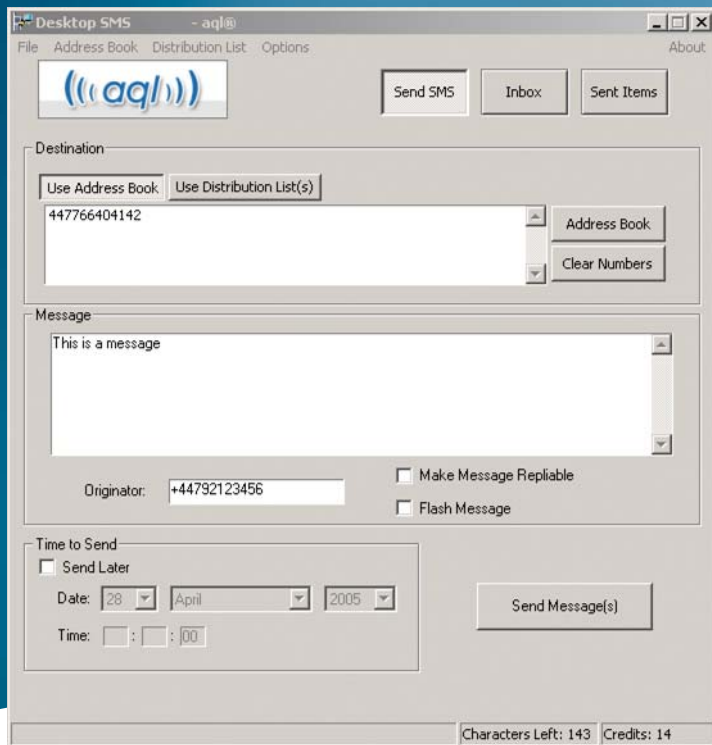 Desktop SMS - aql®
File Address Book Distribution List Options About
((( aql )))
Send SMS Inbox Sent Items
Destination
Use Address Book Use Distribution List(s)
447766404142
Address Book
Clear Numbers
Message
This is a message
Originator: +44792123456
Make Message Repliable
Flash Message
Time to Send
Send Later
Date: 28 April 2005
Time: : : 00
Send Message(s)
Characters Left: 143 Credits: 14